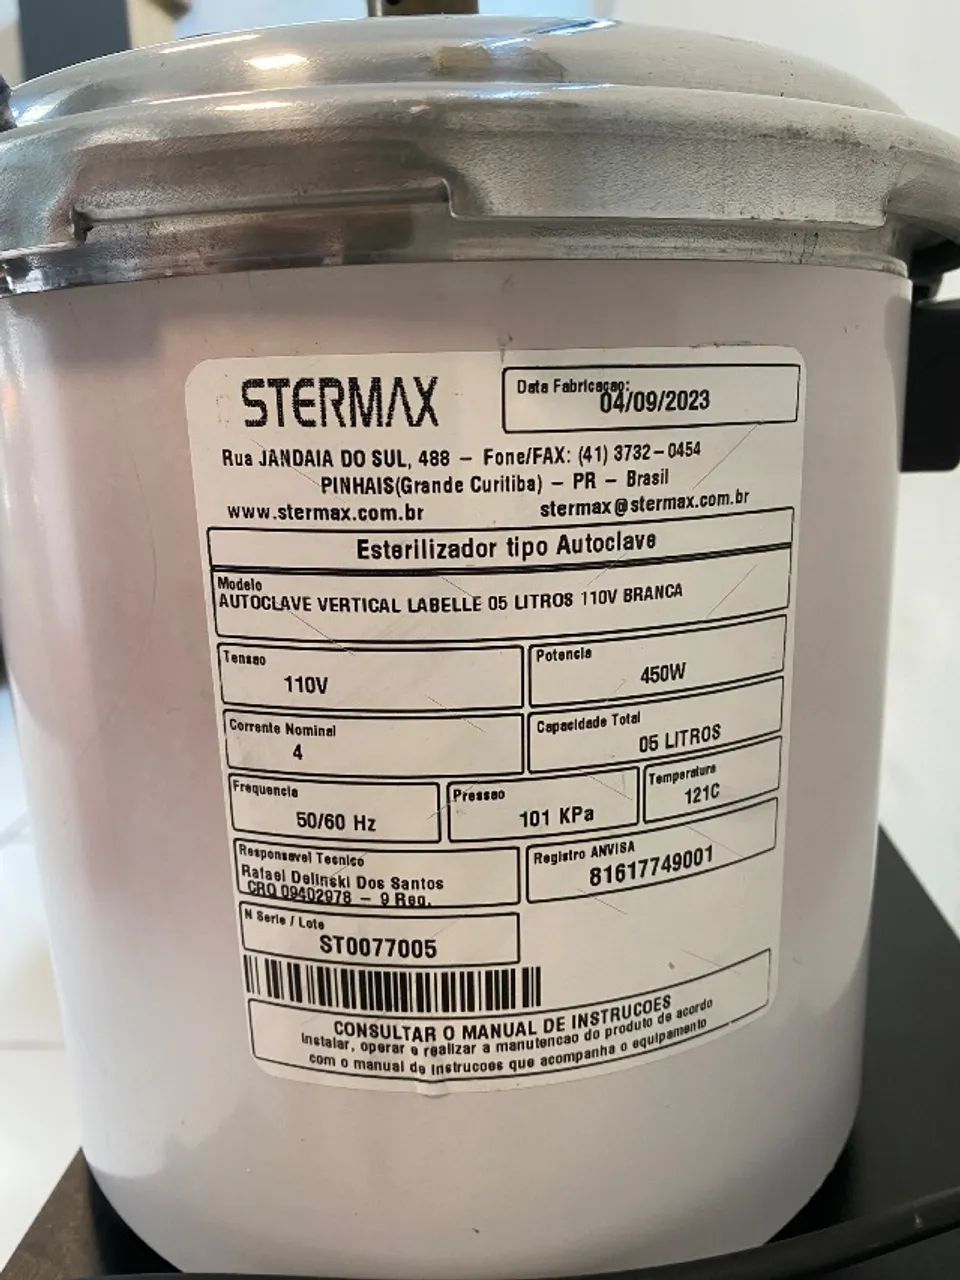 STERMAX
Data Fabricacao:
04/09/2023
Rua JANDAIA DO SUL, 488 - Fone/FAX: (41) 3732-0454
PINHAIS(Grande Curitiba) - PR - Brasil
www.stermax.com.br stermax@stermax.com.br
Esterilizador tipo Autoclave
Modelo
AUTOCLAVE VERTICAL LABELLE 05 LITROS 110V BRANCA
Tensao
110V
Potencia
450W
Corrente Nominal
4
Capacidade Total
05 LITROS
Frequencia
50/60 Hz
Pressao
101 KPa
Temperatura
121C
Responsavel Tecnico
Rafael Delinski Dos Santos
CRQ 09402978 - 9 Reg.
Registro ANVISA
81617749001
N Serie / Lote
ST0077005
CONSULTAR O MANUAL DE INSTRUCOES
Instalar, operar e realizar a manutencao do produto de acordo
com o manual de Instrucoes que acompanha o equipamento